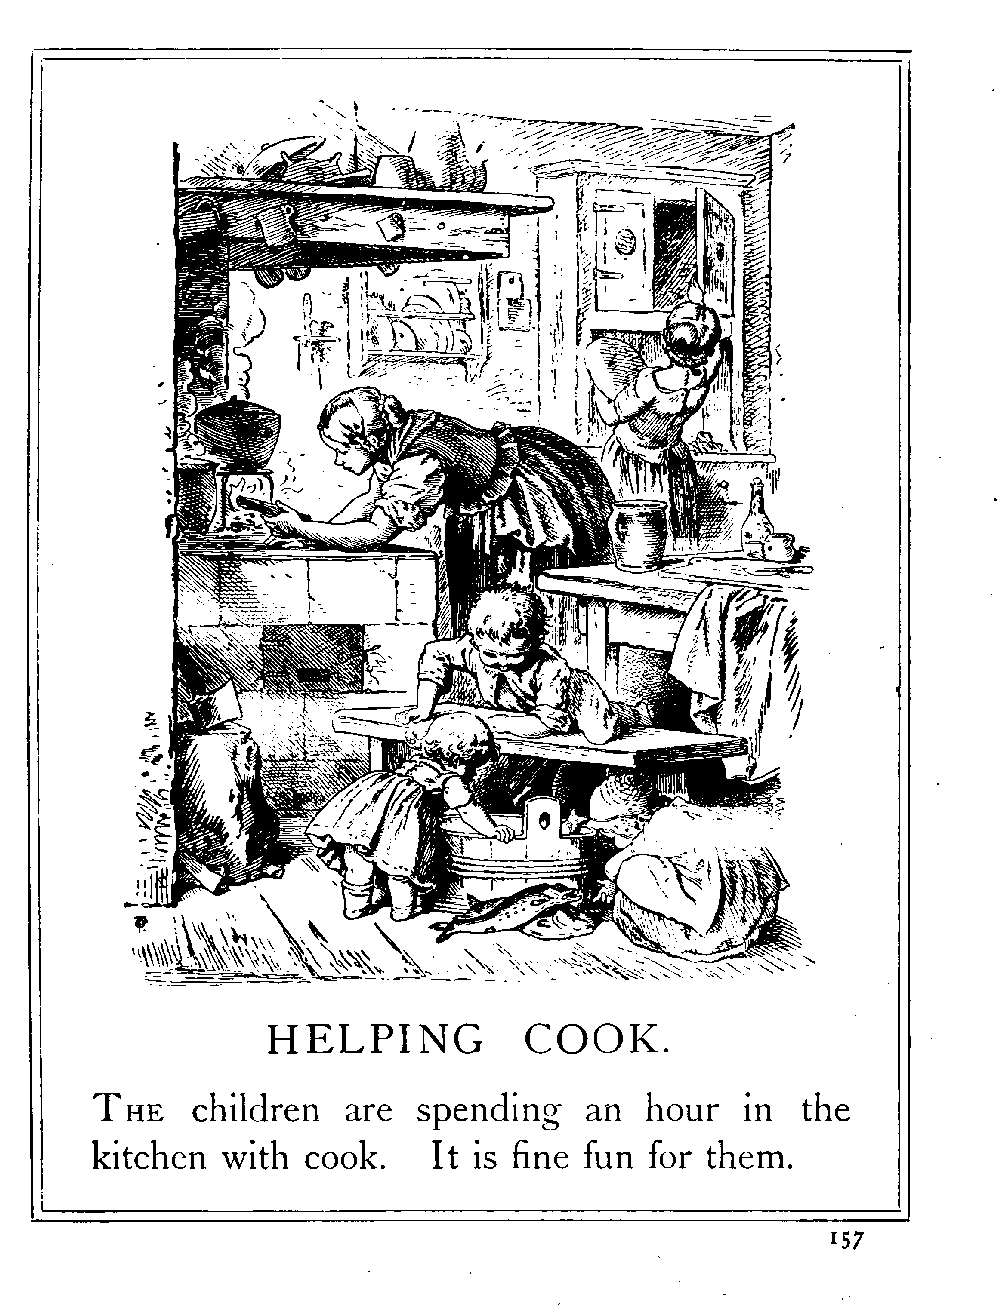 HELPING COOK.
THE children are spending an hour in the
kitchen with cook. It is fine fun for them.
157